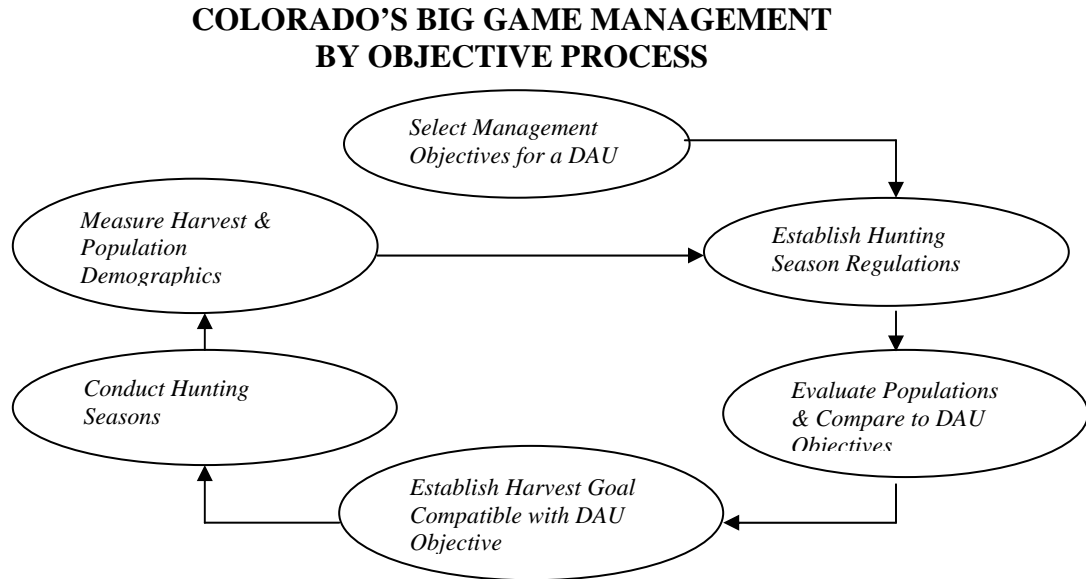 COLORADO’S BIG GAME MANAGEMENT
BY OBJECTIVE PROCESS
Select Management
Objectives for a DAU
Establish Hunting
Season Regulations
Evaluate Populations
& Compare to DAU
Objectives
Establish Harvest Goal
Compatible with DAU
Objective
Conduct Hunting
Seasons
Measure Harvest &
Population
Demographics